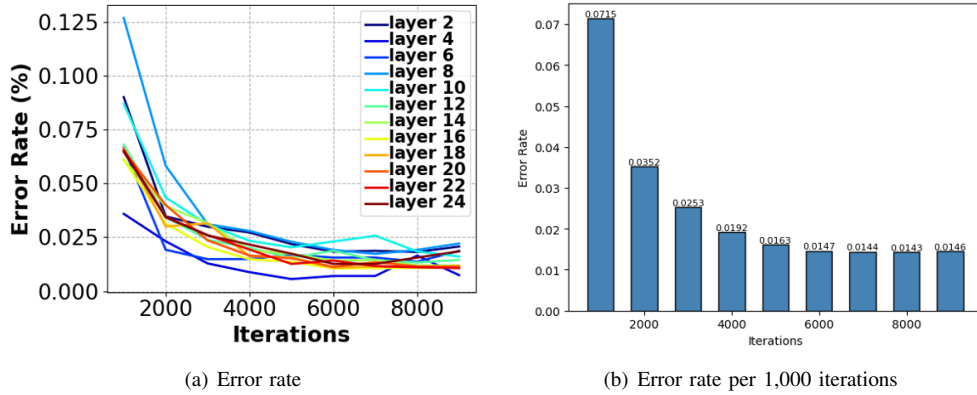 0.125
0.100
0.075
0.050
0.025
0.000
Error Rate (%)
2000 4000 6000 8000
Iterations
layer 2
layer 4
layer 6
layer 8
layer 10
layer 12
layer 14
layer 16
layer 18
layer 20
layer 22
layer 24
(a) Error rate
0.07
0.06
0.05
0.04
0.03
0.02
0.01
0.00
Error Rate
0.0715
0.0352
0.0253
0.0192
0.0163
0.0147
0.0144
0.0143
0.0146
2000 4000 6000 8000
Iterations
(b) Error rate per 1,000 iterations